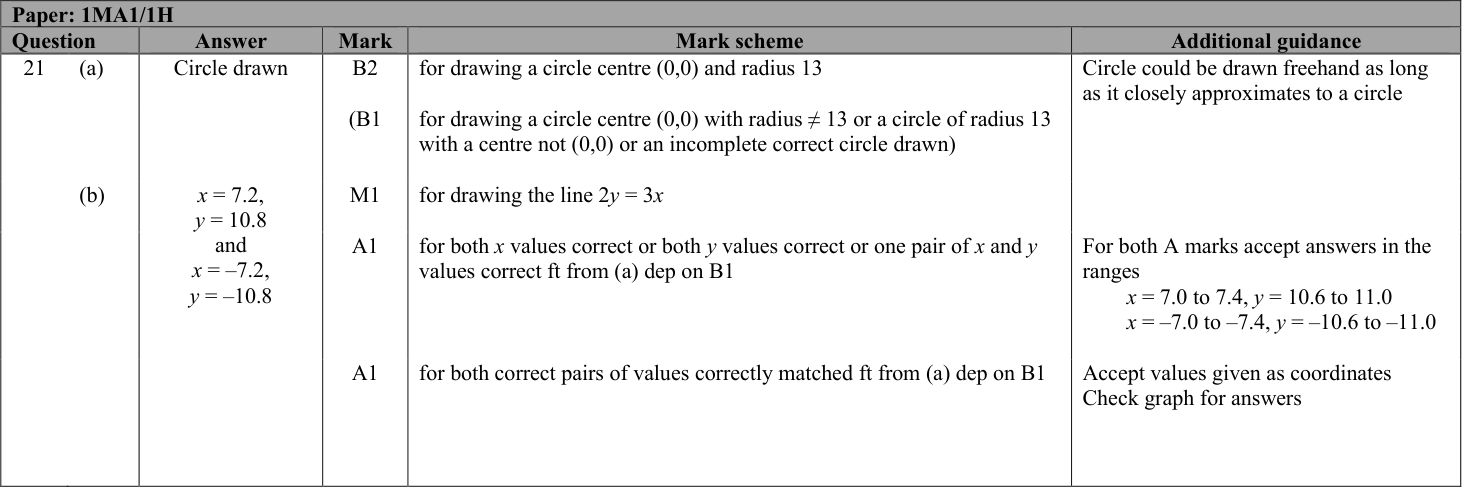 Paper: 1MA1/1H
Question Answer Mark Mark scheme Additional guidance
21 (a) Circle drawn B2 for drawing a circle centre (0,0) and radius 13 Circle could be drawn freehand as long
as it closely approximates to a circle
(B1 for drawing a circle centre (0,0) with radius ≠ 13 or a circle of radius 13
with a centre not (0,0) or an incomplete correct circle drawn)
(b) x = 7.2, M1 for drawing the line 2y = 3x
y = 10.8
and A1 for both x values correct or both y values correct or one pair of x and y For both A marks accept answers in the
x = –7.2, values correct ft from (a) dep on B1 ranges
y = –10.8 x = 7.0 to 7.4, y = 10.6 to 11.0
x = –7.0 to –7.4, y = –10.6 to –11.0
A1 for both correct pairs of values correctly matched ft from (a) dep on B1 Accept values given as coordinates
Check graph for answers